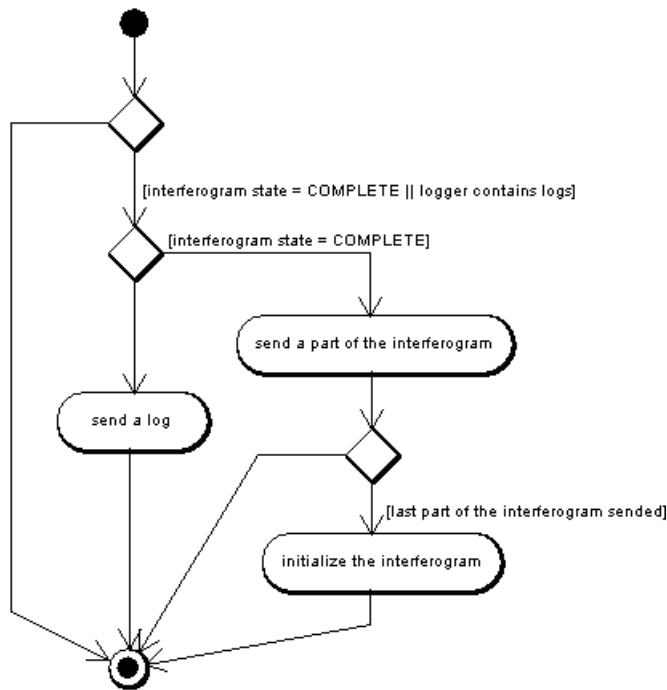 [interferogram state = COMPLETE || logger contains logs]
[interferogram state = COMPLETE]
send a part of the interferogram
send a log
[last part of the interferogram sended]
initialize the interferogram